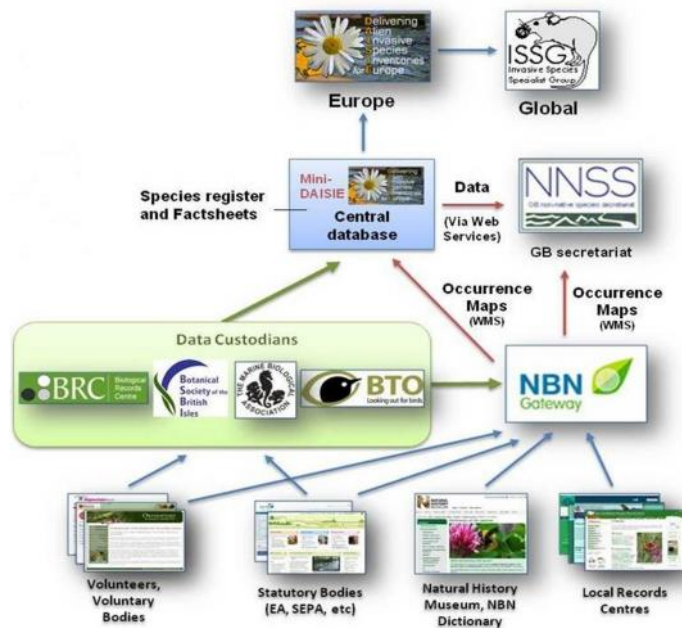 Delivering
Alien
Invasive
Species
Inventories
for Europe
Europe
ISSG
Invasive Species
Specialist Group
Global
Mini-
DAISIE
Central
database
Species register
and Factsheets
Data
(Via Web
Services)
NNSS
GB non-native species secretariat
GB secretariat
Occurrence
Maps
(WMS)
Occurrence
Maps
(WMS)
Data Custodians
BRC
Biological
Records
Centre
Botanical
Society of the
British
Isles
THE MARINE BIOLOGICAL
ASSOCIATION
BTO
Looking out for birds
NBN
Gateway
Volunteers,
Voluntary
Bodies
Statutory Bodies
(EA, SEPA, etc)
Natural History
Museum, NBN
Dictionary
Local Records
Centres